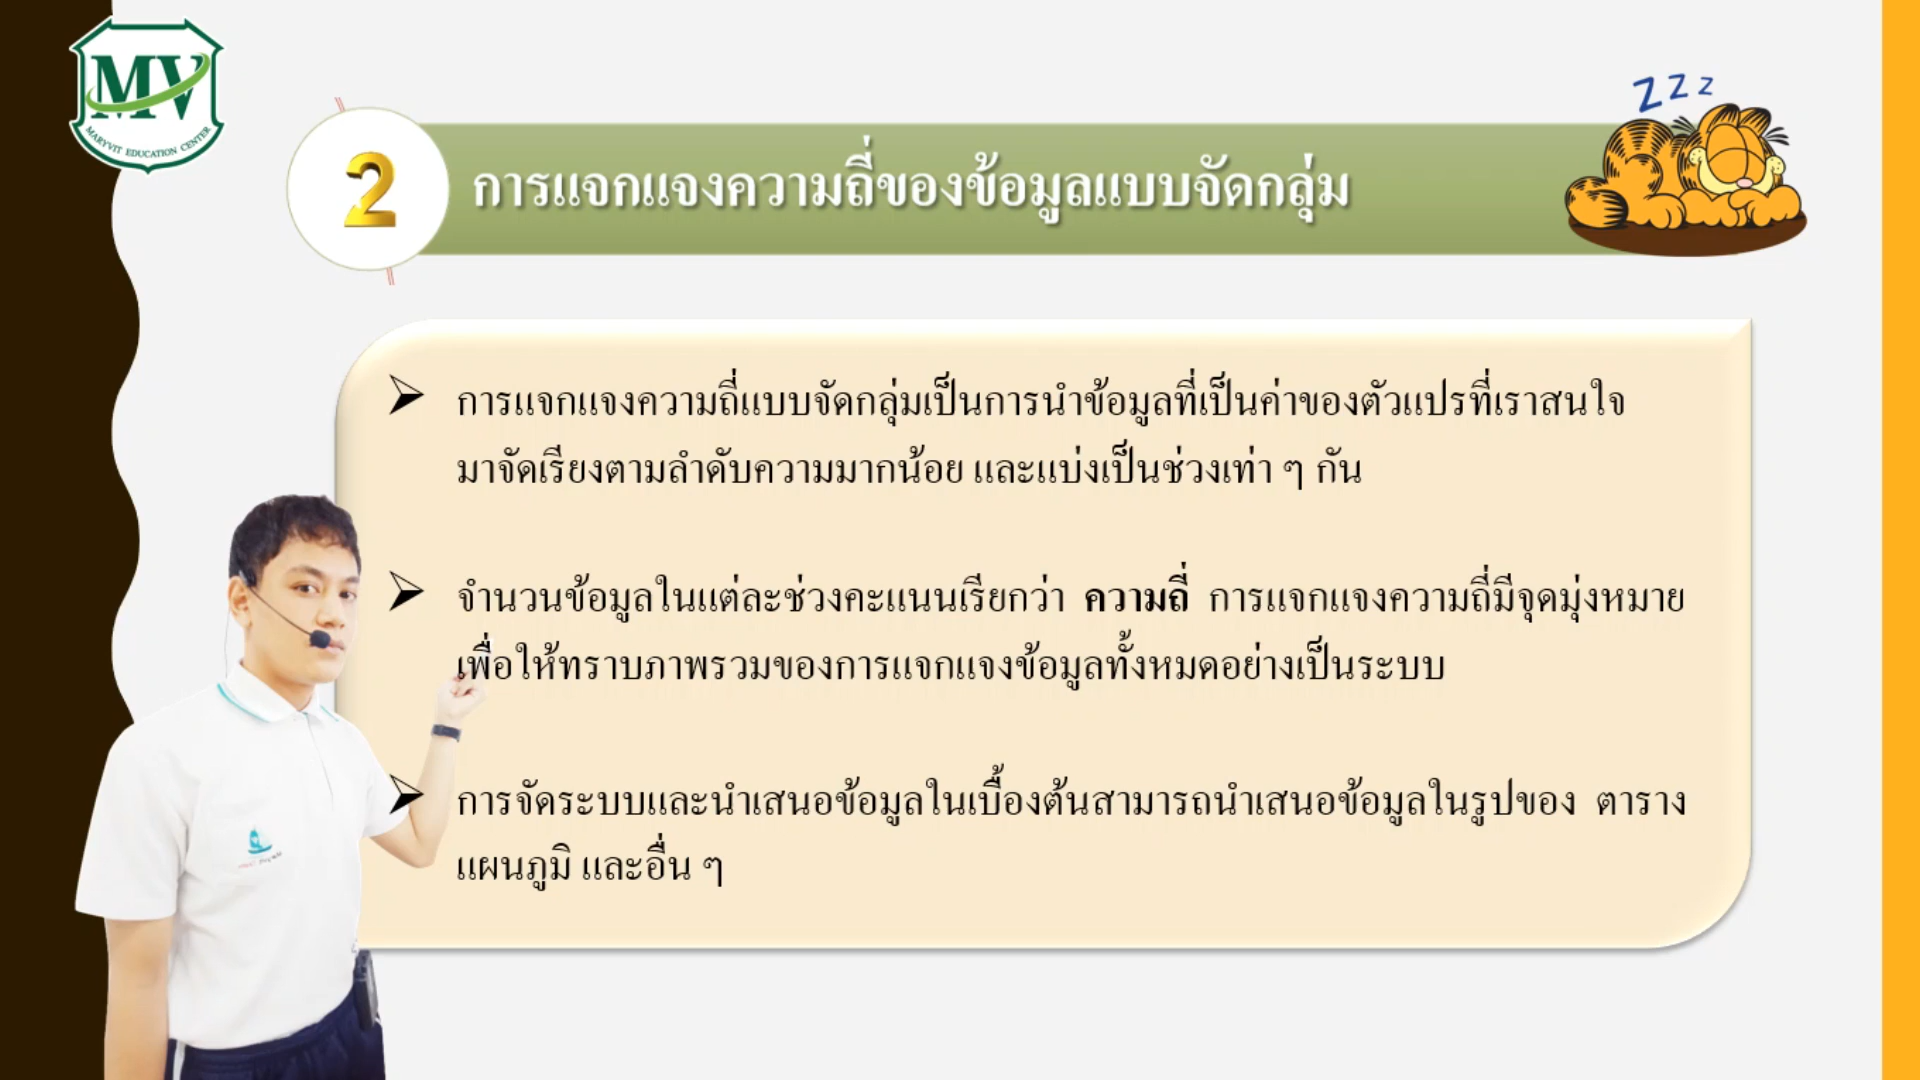 MV
MARYVIT EDUCATION CENTER
z z z
2
การแจกแจงความถี่ของข้อมูลแบบจัดกลุ่ม
การแจกแจงความถี่แบบจัดกลุ่มเป็นการนำข้อมูลที่เป็นค่าของตัวแปรที่เราสนใจ
มาจัดเรียงตามลำดับความมากน้อย และแบ่งเป็นช่วงเท่า ๆ กัน
จำนวนข้อมูลในแต่ละช่วงคะแนนเรียกว่า ความถี่ การแจกแจงความถี่มีจุดมุ่งหมาย
เพื่อให้ทราบภาพรวมของการแจกแจงข้อมูลทั้งหมดอย่างเป็นระบบ
การจัดระบบและนำเสนอข้อมูลในเบื้องต้นสามารถนำเสนอข้อมูลในรูปของ ตาราง
แผนภูมิ และอื่น ๆ